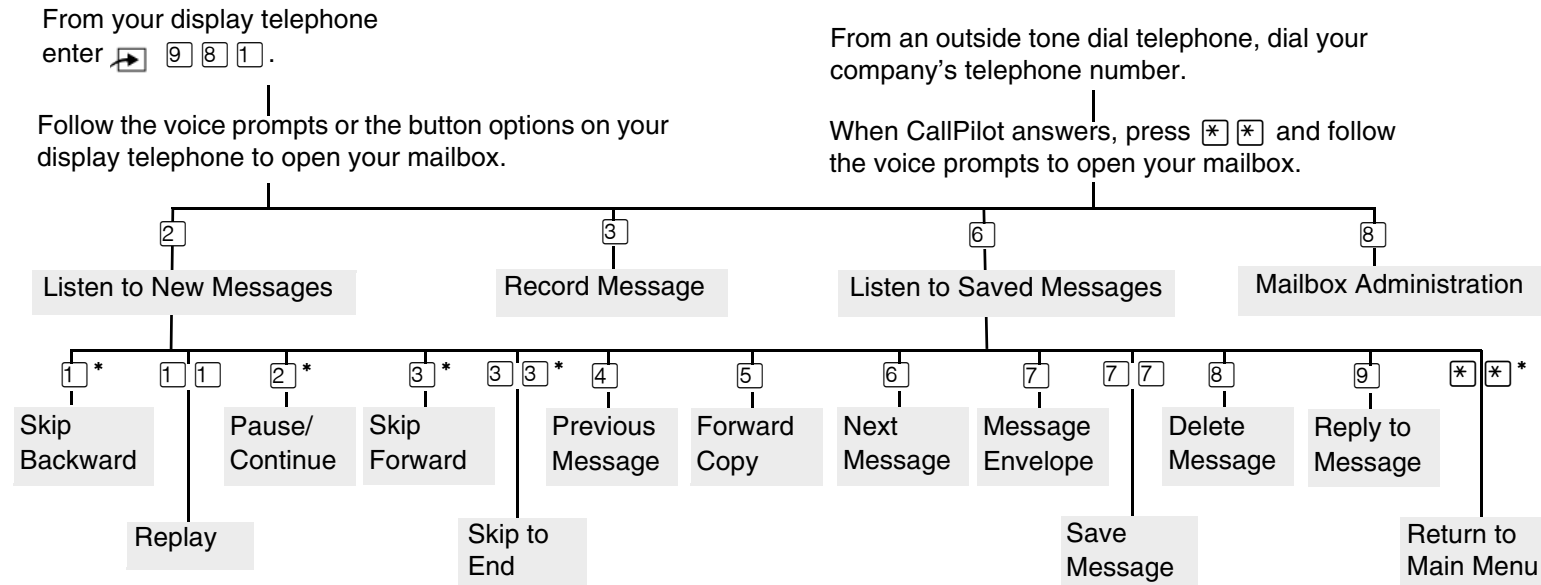 From your display telephone
enter 9 8 1 .
From an outside tone dial telephone, dial your
company's telephone number.
Follow the voice prompts or the button options on your
display telephone to open your mailbox.
When CallPilot answers, press * * and follow
the voice prompts to open your mailbox.
2
3
6
8
Listen to New Messages
Record Message
Listen to Saved Messages
Mailbox Administration
1 *
1 1
2 *
3 *
3 3 *
4
5
6
7
7 7
8
9
* * *
Skip
Backward
Pause/
Continue
Skip
Forward
Previous
Message
Forward
Copy
Next
Message
Message
Envelope
Delete
Message
Reply to
Message
Replay
Skip to
End
Save
Message
Return to
Main Menu